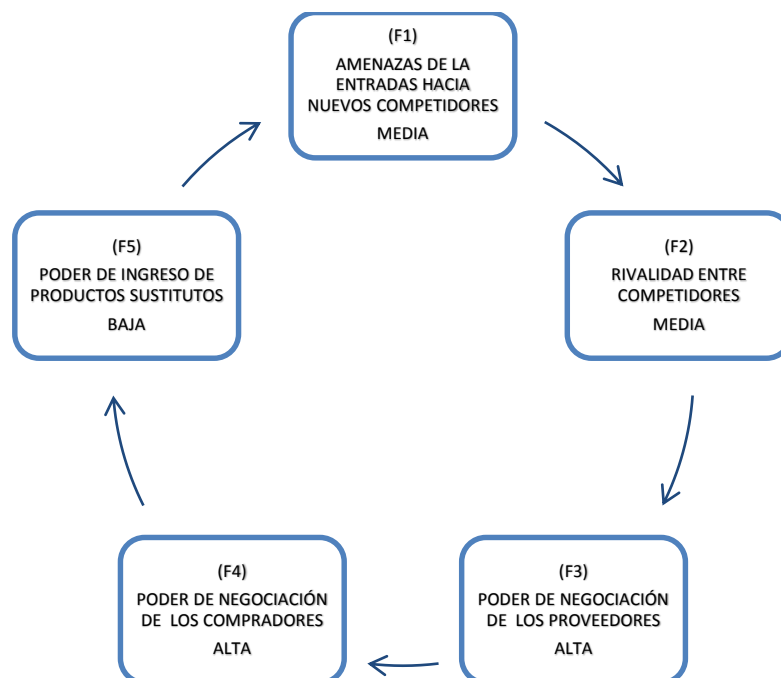 (F1)
AMENAZAS DE LA
ENTRADAS HACIA
NUEVOS COMPETIDORES
MEDIA
(F2)
RIVALIDAD ENTRE
COMPETIDORES
MEDIA
(F3)
PODER DE NEGOCIACIÓN
DE LOS PROVEEDORES
ALTA
(F4)
PODER DE NEGOCIACIÓN
DE LOS COMPRADORES
ALTA
(F5)
PODER DE INGRESO DE
PRODUCTOS SUSTITUTOS
BAJA